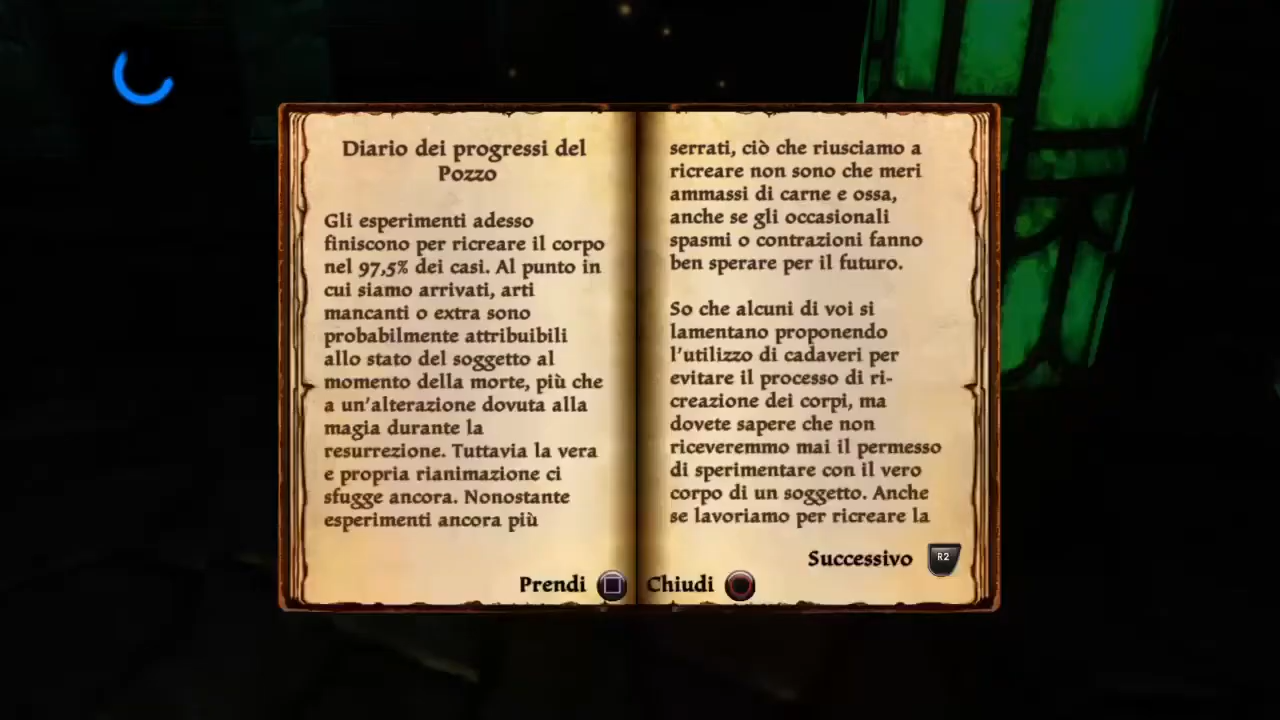 Diario dei progressi del
Pozzo
Gli esperimenti adesso
finiscono per ricreare il corpo
nel 97,5% dei casi. Al punto in
cui siamo arrivati, arti
mancanti o extra sono
probabilmente attribuibili
allo stato del soggetto al
momento della morte, più che
a un'alterazione dovuta alla
magia durante la
resurrezione. Tuttavia la vera
e propria rianimazione ci
sfugge ancora. Nonostante
esperimenti ancora più
serrati, ciò che riusciamo a
ricreare non sono che meri
ammassi di carne e ossa,
anche se gli occasionali
spasmi o contrazioni fanno
ben sperare per il futuro.
So che alcuni di voi si
lamentano proponendo
l'utilizzo di cadaveri per
evitare il processo di ri-
creazione dei corpi, ma
dovete sapere che non
riceveremmo mai il permesso
di sperimentare con il vero
corpo di un soggetto. Anche
se lavoriamo per ricreare la
Successivo R2
Prendi Chiudi